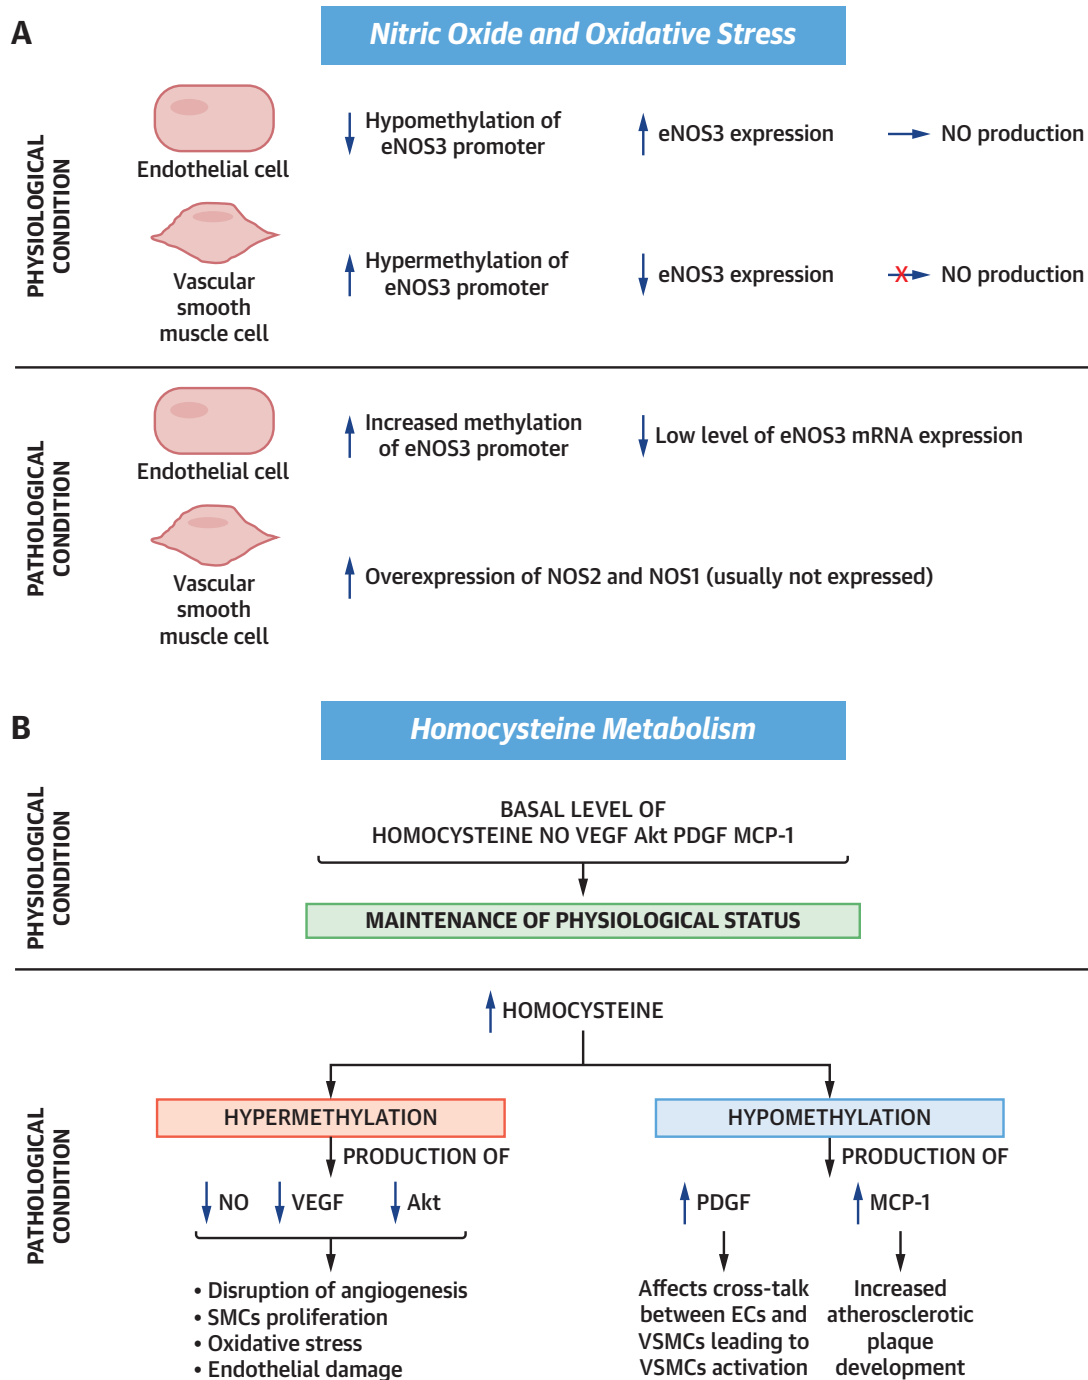 A
Nitric Oxide and Oxidative Stress
PHYSIOLOGICAL
CONDITION
Endothelial cell
Hypomethylation of
eNOS3 promoter
eNOS3 expression
NO production
Vascular
smooth
muscle cell
Hypermethylation of
eNOS3 promoter
eNOS3 expression
X
NO production
PATHOLOGICAL
CONDITION
Endothelial cell
Increased methylation
of eNOS3 promoter
Low level of eNOS3 mRNA expression
Vascular
smooth
muscle cell
Overexpression of NOS2 and NOS1 (usually not expressed)
B
Homocysteine Metabolism
PHYSIOLOGICAL
CONDITION
BASAL LEVEL OF
HOMOCYSTEINE NO VEGF Akt PDGF MCP-1
MAINTENANCE OF PHYSIOLOGICAL STATUS
PATHOLOGICAL
CONDITION
HOMOCYSTEINE
HYPERMETHYLATION
PRODUCTION OF
NO VEGF Akt
• Disruption of angiogenesis
• SMCs proliferation
• Oxidative stress
• Endothelial damage
HYPOMETHYLATION
PRODUCTION OF
PDGF
MCP-1
Affects cross-talk
between ECs and
VSMCs leading to
VSMCs activation
Increased
atherosclerotic
plaque
development